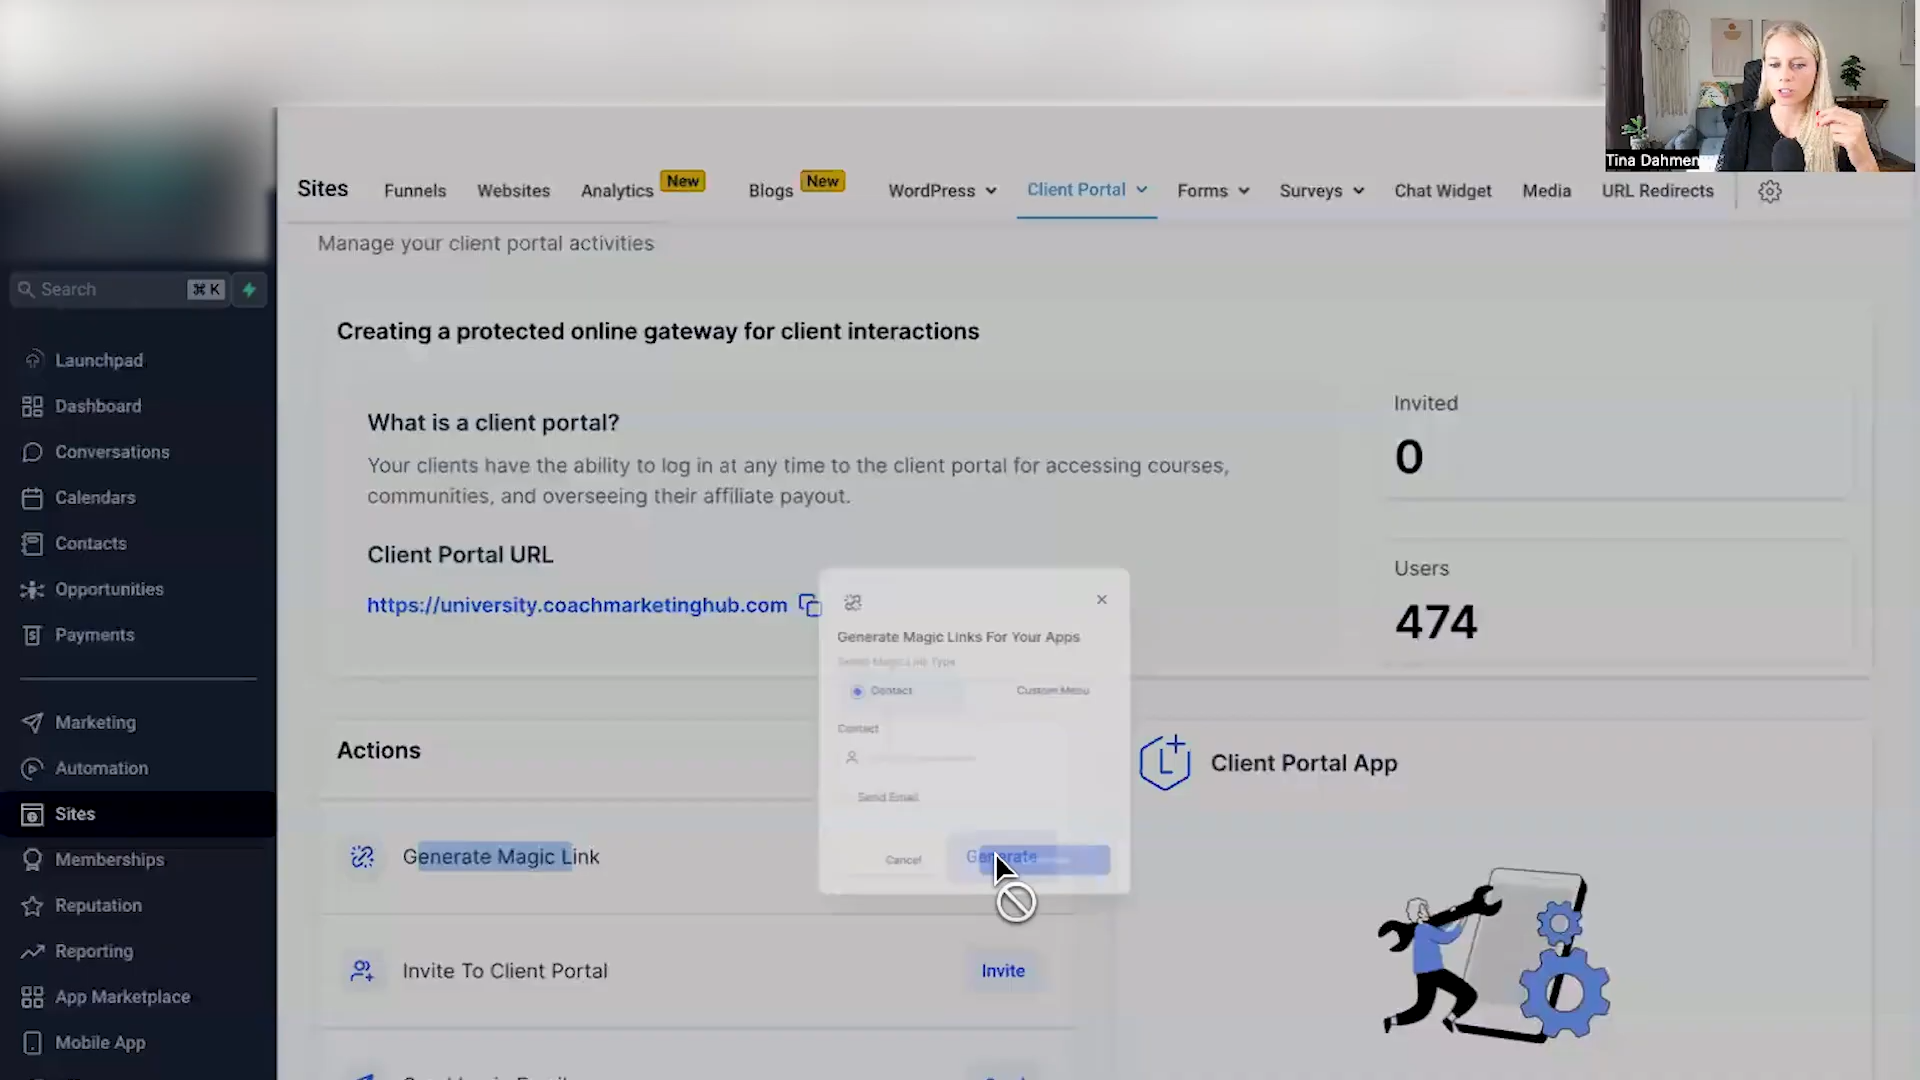 Tina Dahmen
Sites
Funnels
Websites
Analytics
New
Blogs
New
WordPress
Client Portal
Forms
Surveys
Chat Widget
Media
URL Redirects
Manage your client portal activities
Search
⌘ K
Launchpad
Dashboard
Conversations
Calendars
Contacts
Opportunities
Payments
Marketing
Automation
Sites
Memberships
Reputation
Reporting
App Marketplace
Mobile App
Creating a protected online gateway for client interactions
What is a client portal?
Your clients have the ability to log in at any time to the client portal for accessing courses,
communities, and overseeing their affiliate payout.
Client Portal URL
https://university.coachmarketinghub.com
Invited
0
Users
474
Generate Magic Links For Your Apps
Select Magic Link Type
Contact
Custom Menu
Contact
Send Email
Cancel
Generate
Actions
Generate Magic Link
Invite To Client Portal
Invite
Client Portal App